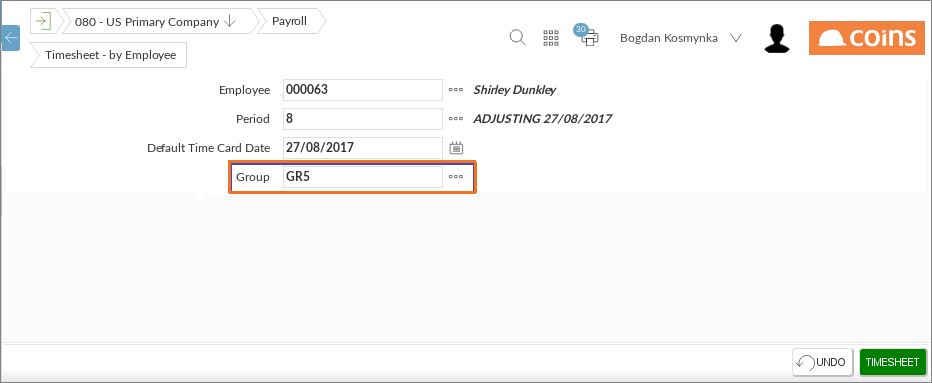 080 - US Primary Company Payroll
Timesheet - by Employee
30
Bogdan Kosmynka
coins
Employee 000063 Shirley Dunkley
Period 8 ADJUSTING 27/08/2017
Default Time Card Date 27/08/2017
Group GR5
UNDO TIMESHEET